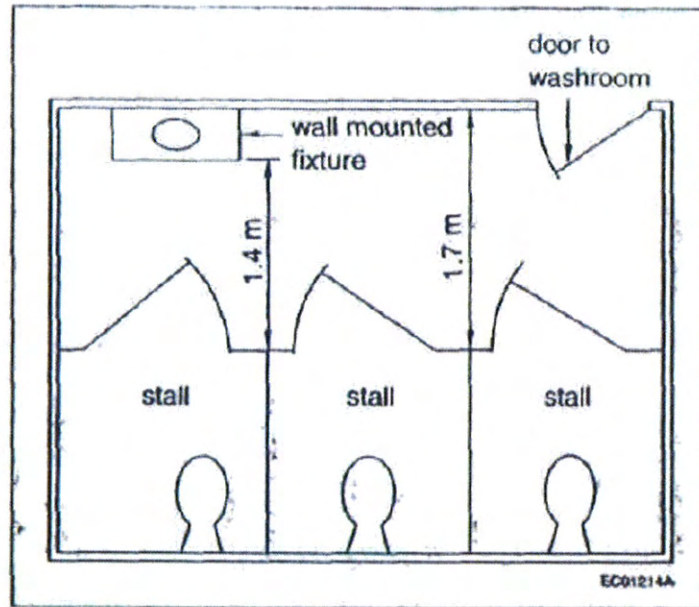 door to
washroom
wall mounted
fixture
1.4 m
1.7 m
stall
stall
stall
EC01214A